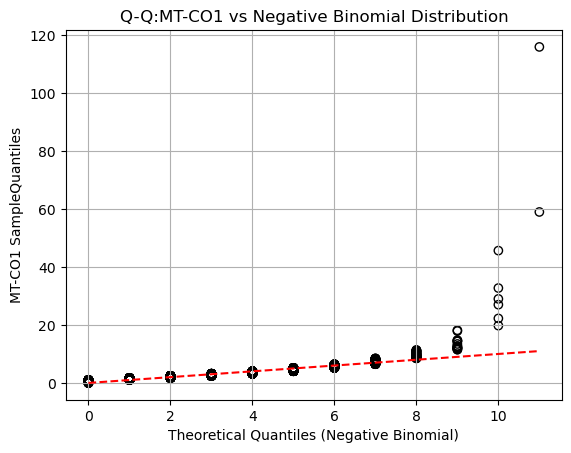 Q-Q:MT-CO1 vs Negative Binomial Distribution
120
100
80
60
40
20
0
MT-CO1 SampleQuantiles
0 2 4 6 8 10
Theoretical Quantiles (Negative Binomial)